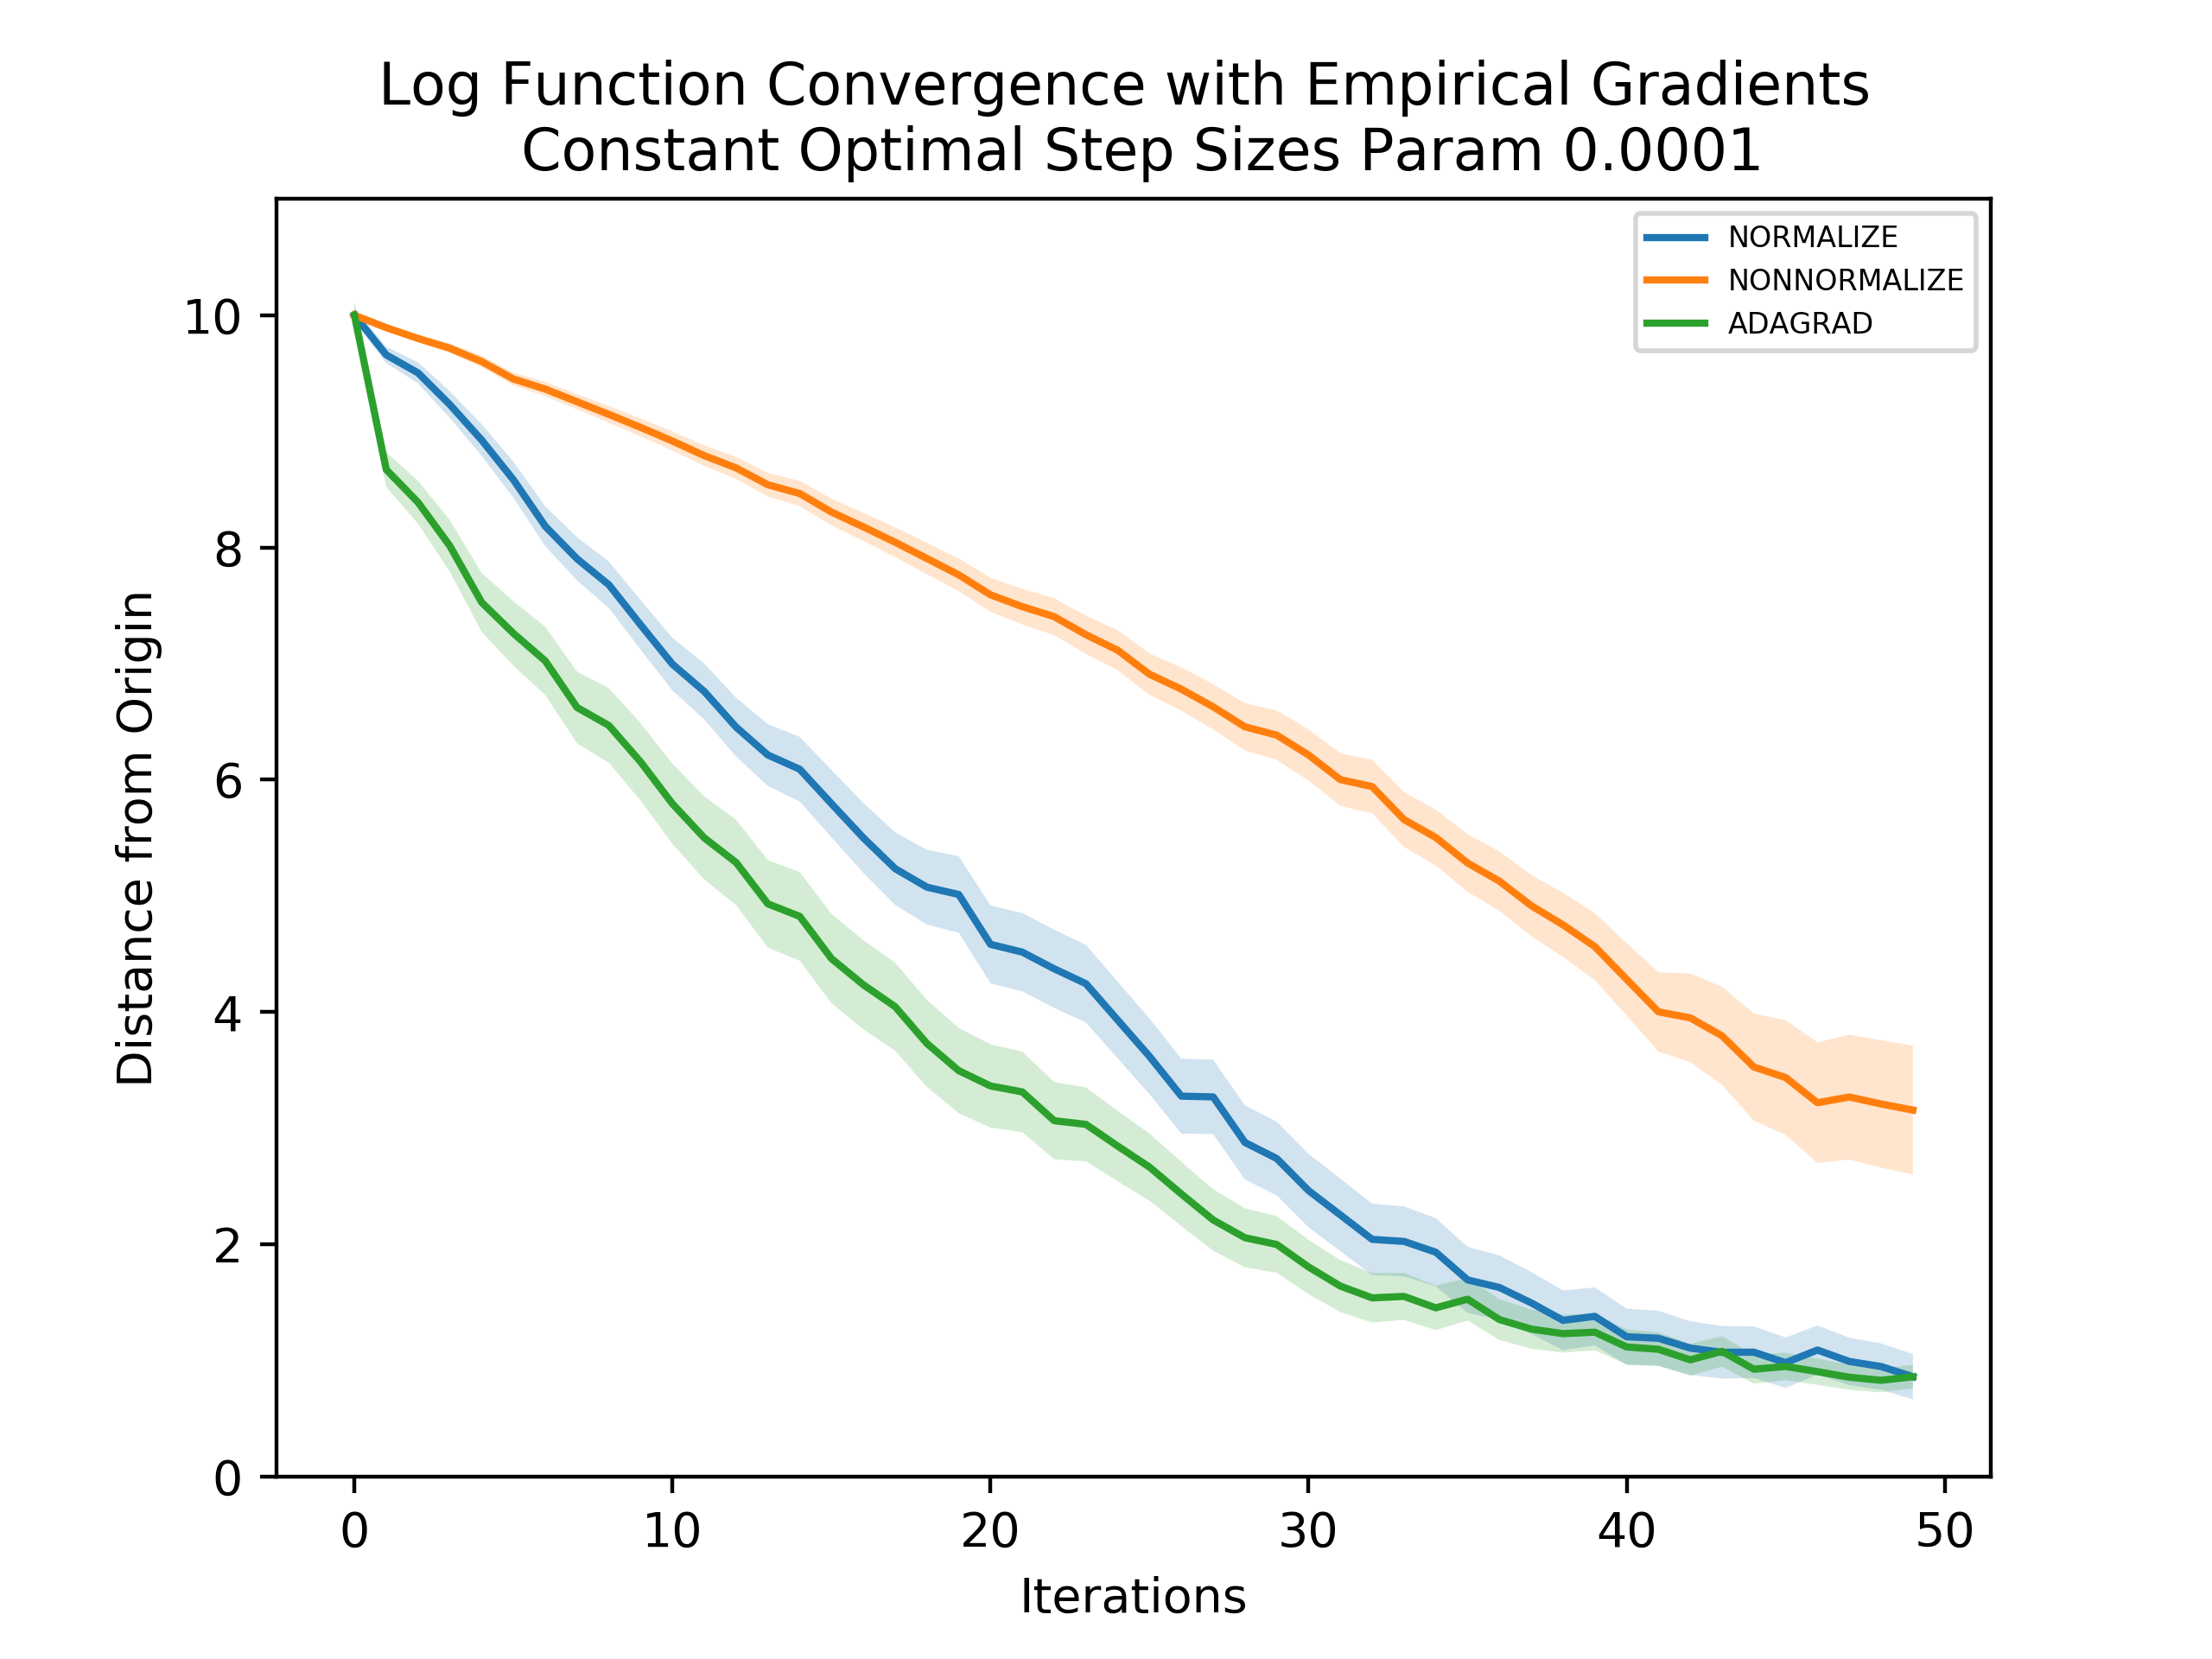 Log Function Convergence with Empirical Gradients
Constant Optimal Step Sizes Param 0.0001
NORMALIZE
NONNORMALIZE
ADAGRAD
10
8
6
4
2
0
Distance from Origin
0 10 20 30 40 50
Iterations